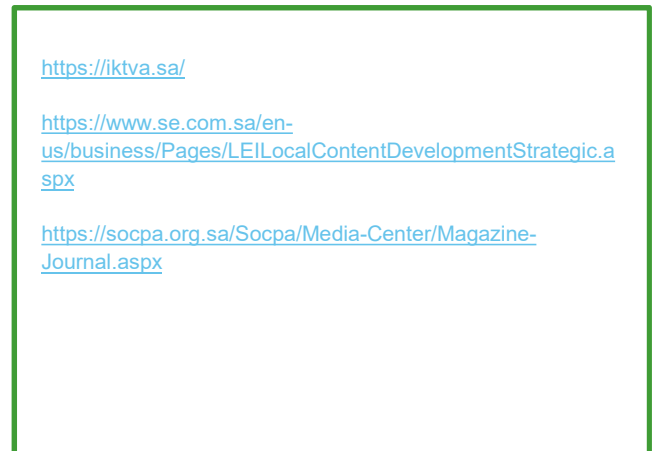 https://iktva.sa/
https://www.se.com.sa/en-
us/business/Pages/LEILocalContentDevelopmentStrategic.a
spx
https://socpa.org.sa/Socpa/Media-Center/Magazine-
Journal.aspx